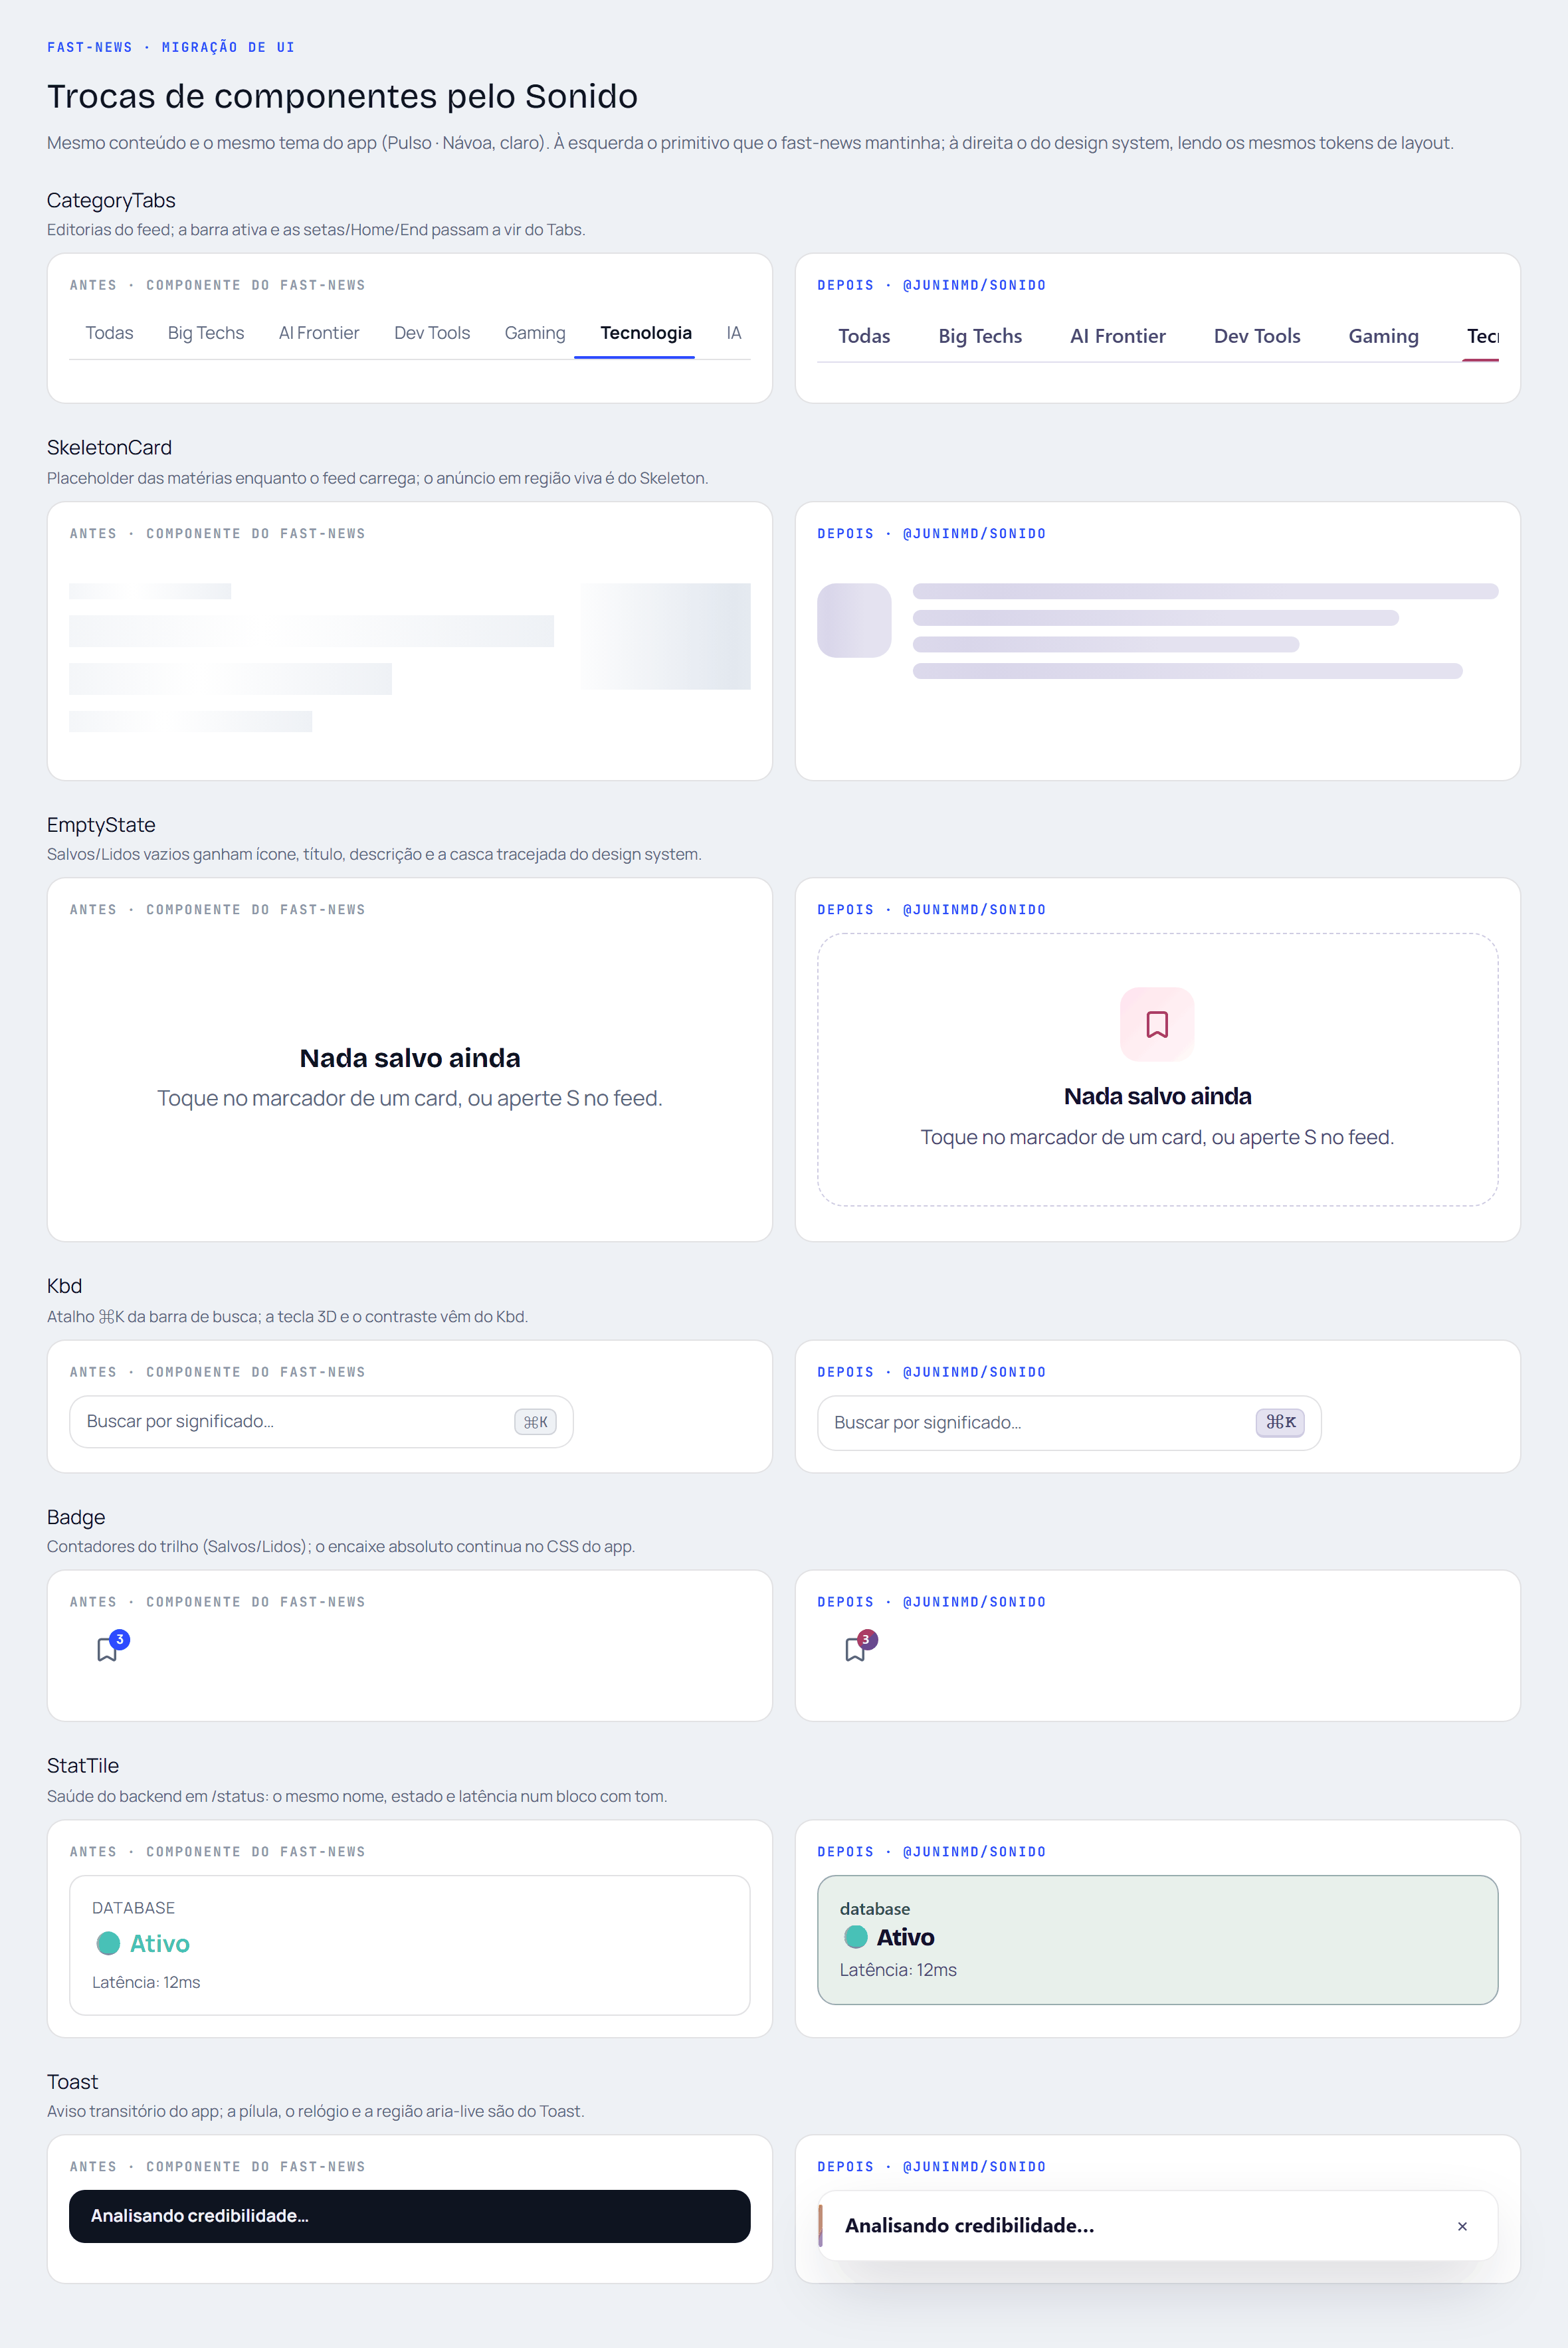 FAST-NEWS · MIGRAÇÃO DE UI
Trocas de componentes pelo Sonido
Mesmo conteúdo e o mesmo tema do app (Pulso · Névoa, claro). À esquerda o primitivo que o fast-news mantinha; à direita o do design system, lendo os mesmos tokens de layout.
CategoryTabs
Editorias do feed; a barra ativa e as setas/Home/End passam a vir do Tabs.
ANTES · COMPONENTE DO FAST-NEWS
Todas Big Techs AI Frontier Dev Tools Gaming Tecnologia IA
DEPOIS · @JUNINMD/SONIDO
Todas Big Techs AI Frontier Dev Tools Gaming Tecr
SkeletonCard
Placeholder das matérias enquanto o feed carrega; o anúncio em região viva é do Skeleton.
ANTES · COMPONENTE DO FAST-NEWS
DEPOIS · @JUNINMD/SONIDO
EmptyState
Salvos/Lidos vazios ganham ícone, título, descrição e a casca tracejada do design system.
ANTES · COMPONENTE DO FAST-NEWS
Nada salvo ainda
Toque no marcador de um card, ou aperte S no feed.
DEPOIS · @JUNINMD/SONIDO
Nada salvo ainda
Toque no marcador de um card, ou aperte S no feed.
Kbd
Atalho ⌘K da barra de busca; a tecla 3D e o contraste vêm do Kbd.
ANTES · COMPONENTE DO FAST-NEWS
Buscar por significado… ⌘K
DEPOIS · @JUNINMD/SONIDO
Buscar por significado… ⌘K
Badge
Contadores do trilho (Salvos/Lidos); o encaixe absoluto continua no CSS do app.
ANTES · COMPONENTE DO FAST-NEWS
3
DEPOIS · @JUNINMD/SONIDO
3
StatTile
Saúde do backend em /status: o mesmo nome, estado e latência num bloco com tom.
ANTES · COMPONENTE DO FAST-NEWS
DATABASE
Ativo
Latência: 12ms
DEPOIS · @JUNINMD/SONIDO
database
Ativo
Latência: 12ms
Toast
Aviso transitório do app; a pílula, o relógio e a região aria-live são do Toast.
ANTES · COMPONENTE DO FAST-NEWS
Analisando credibilidade…
DEPOIS · @JUNINMD/SONIDO
Analisando credibilidade… ×